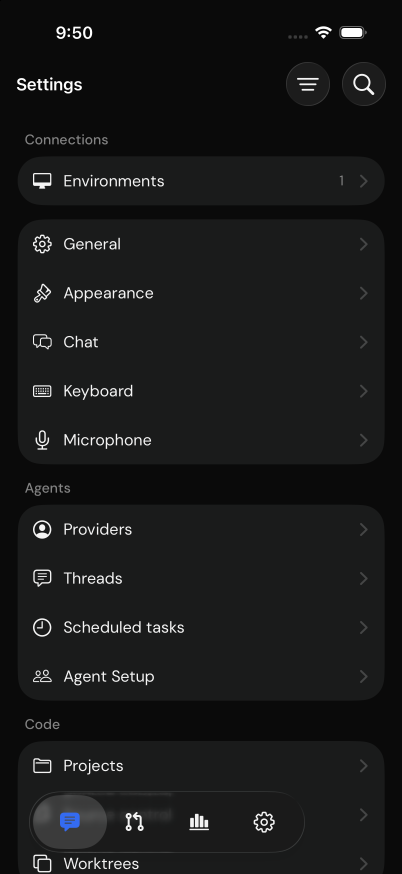 9:50
Settings
Connections
Environments 1
General
Appearance
Chat
Keyboard
Microphone
Agents
Providers
Threads
Scheduled tasks
Agent Setup
Code
Projects
Worktrees